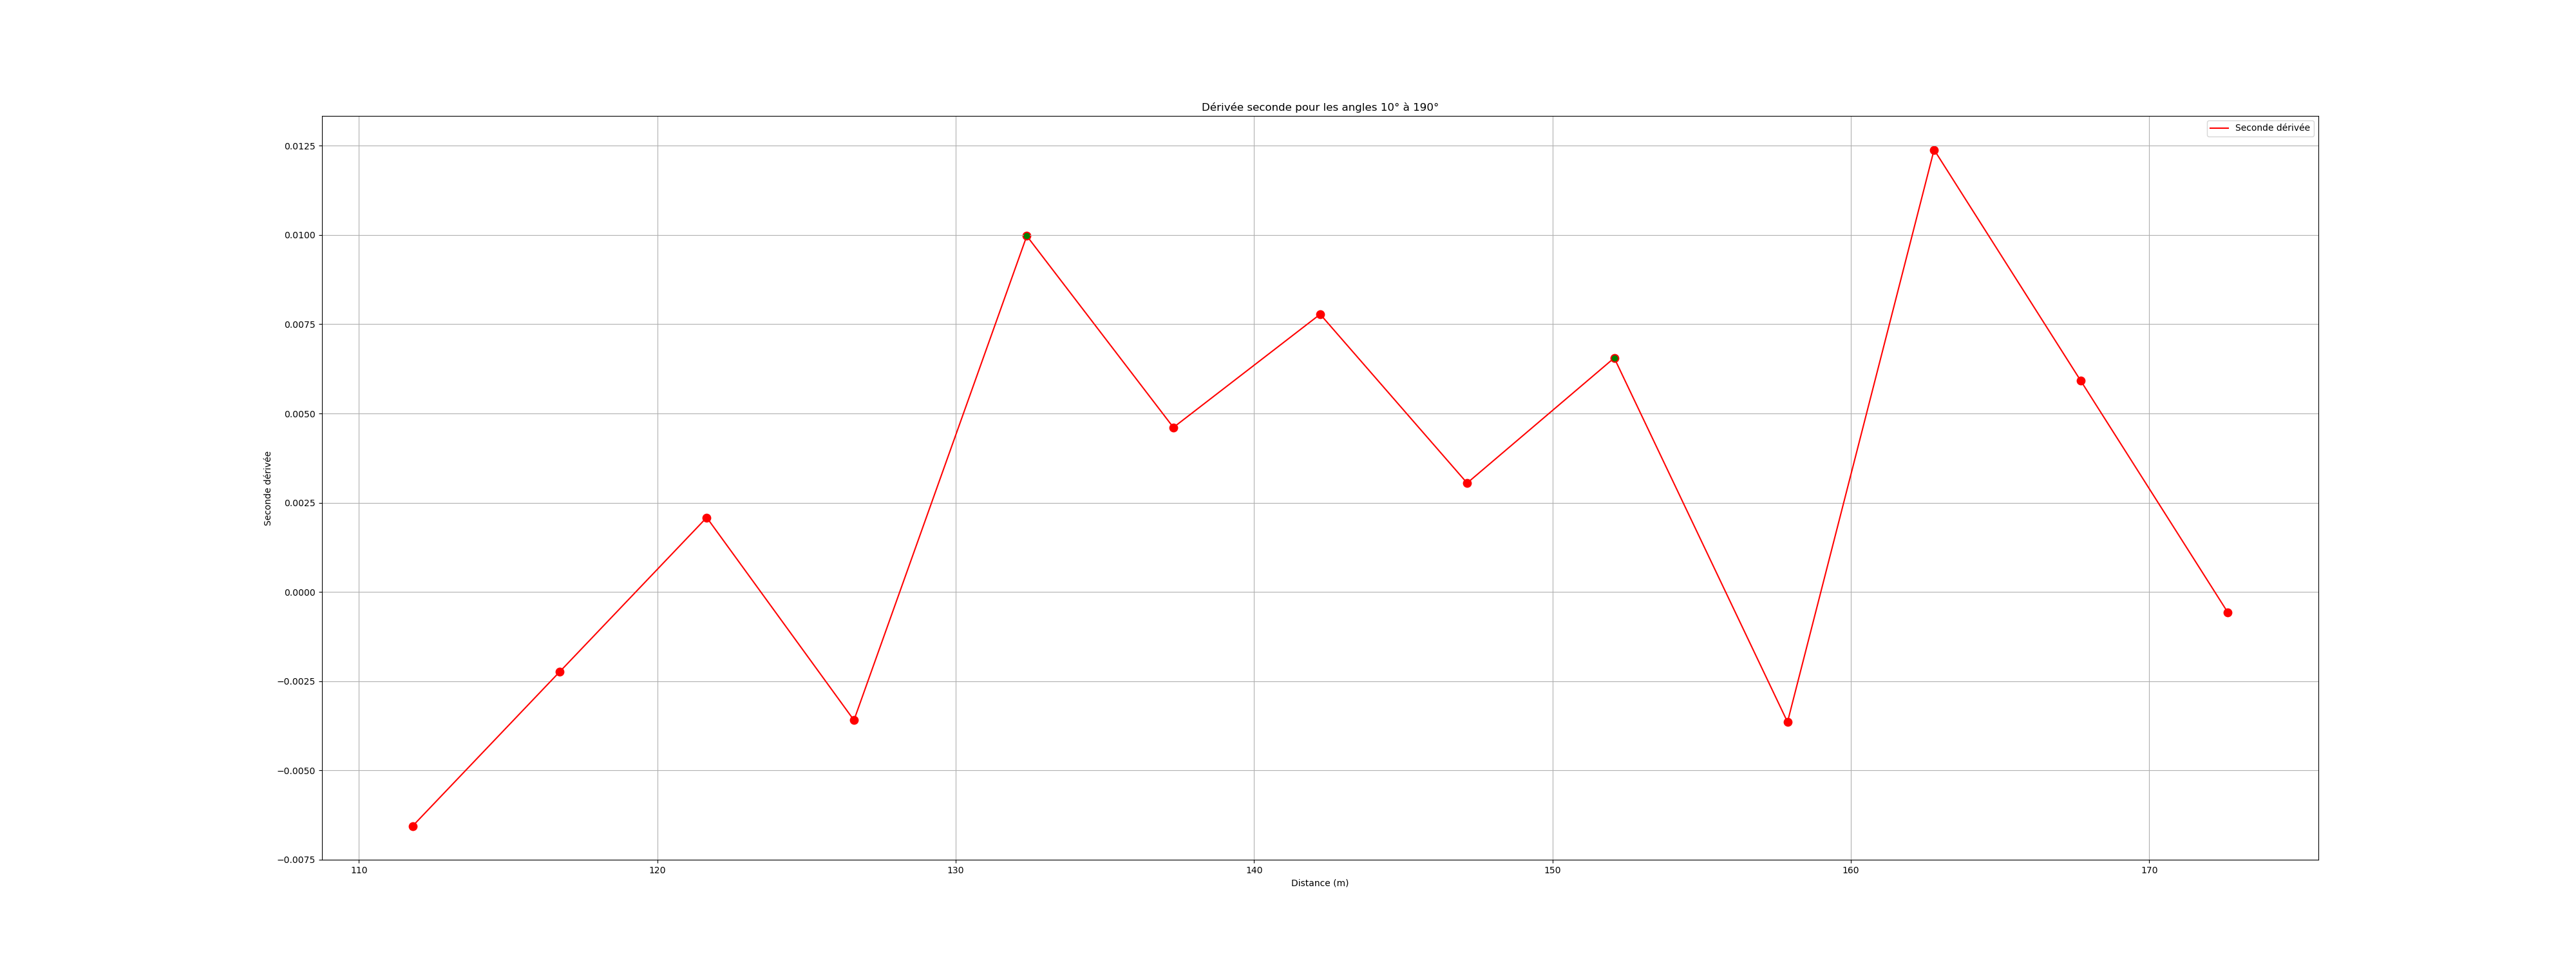 Dérivée seconde pour les angles 10° à 190°
Seconde dérivée
0.0125
0.0100
0.0075
0.0050
0.0025
0.0000
−0.0025
−0.0050
−0.0075
Seconde dérivée
110 120 130 140 150 160 170
Distance (m)